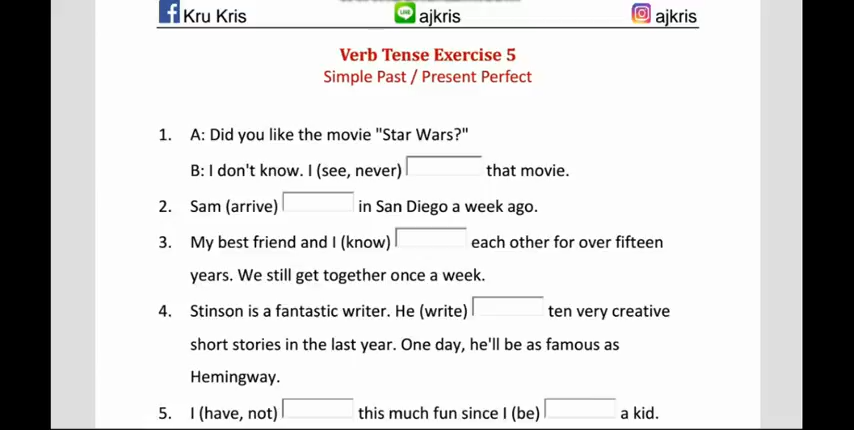 Kru Kris ajkris ajkris
Verb Tense Exercise 5
Simple Past / Present Perfect
1. A: Did you like the movie "Star Wars?"
B: I don't know. I (see, never) that movie.
2. Sam (arrive) in San Diego a week ago.
3. My best friend and I (know) each other for over fifteen
years. We still get together once a week.
4. Stinson is a fantastic writer. He (write) ten very creative
short stories in the last year. One day, he'll be as famous as
Hemingway.
5. I (have, not) this much fun since I (be) a kid.